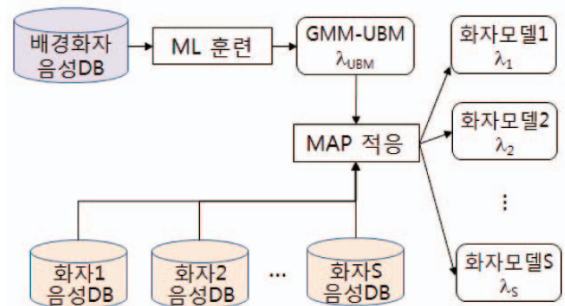 배경화자
음성DB
ML 훈련
GMM-UBM
λUBM
화자모델1
λ1
MAP 적응
화자모델2
λ2
⋮
화자1
음성DB
화자2
음성DB
...
화자S
음성DB
화자모델S
λS